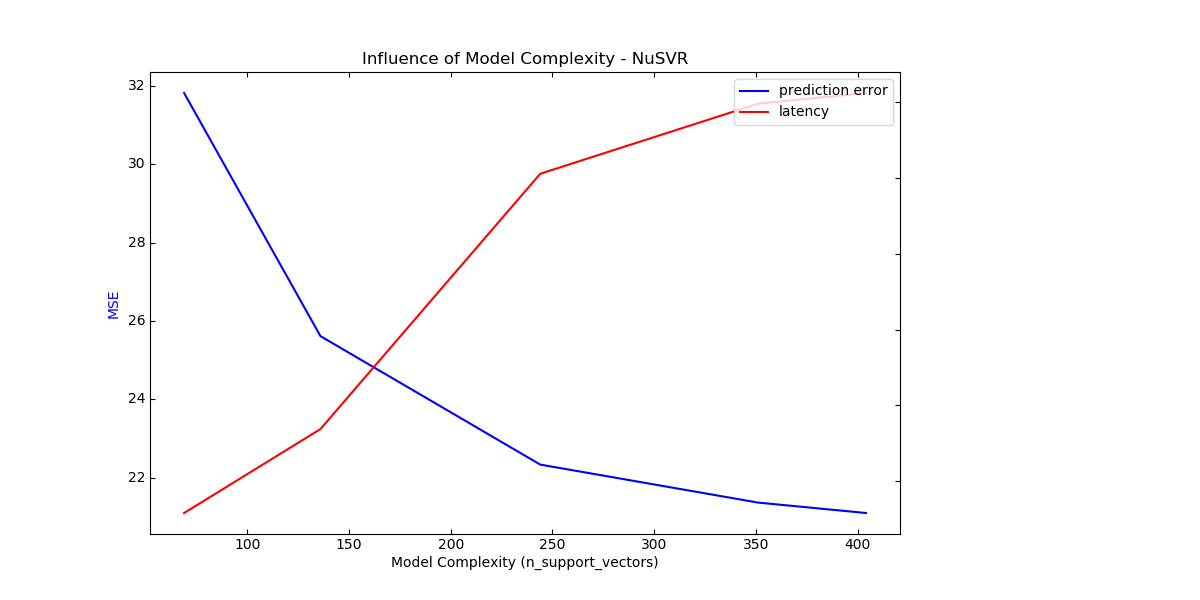 Influence of Model Complexity - NuSVR
prediction error
latency
32
30
28
26
24
22
MSE
100 150 200 250 300 350 400
Model Complexity (n_support_vectors)